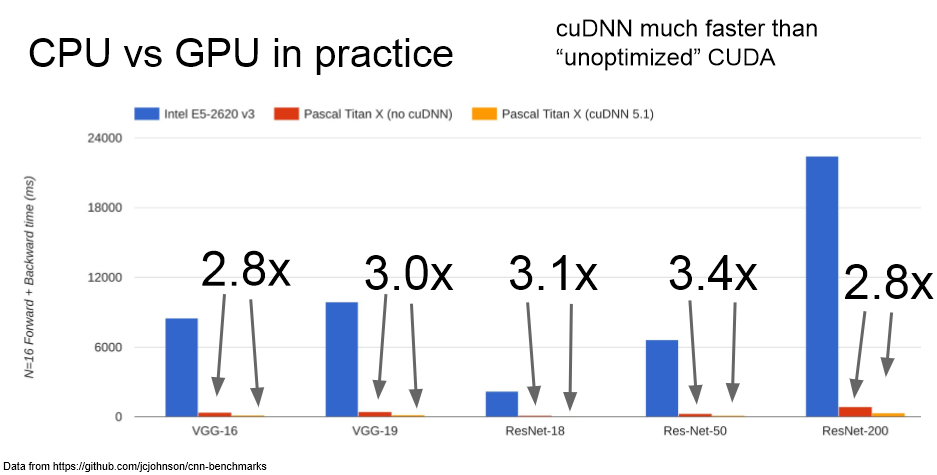 CPU vs GPU in practice
cuDNN much faster than
“unoptimized” CUDA
Intel E5-2620 v3
Pascal Titan X (no cuDNN)
Pascal Titan X (cuDNN 5.1)
N=16 Forward + Backward time (ms)
24000
18000
12000
6000
0
2.8x
3.0x
3.1x
3.4x
2.8x
VGG-16
VGG-19
ResNet-18
Res-Net-50
ResNet-200
Data from https://github.com/jcjohnson/cnn-benchmarks